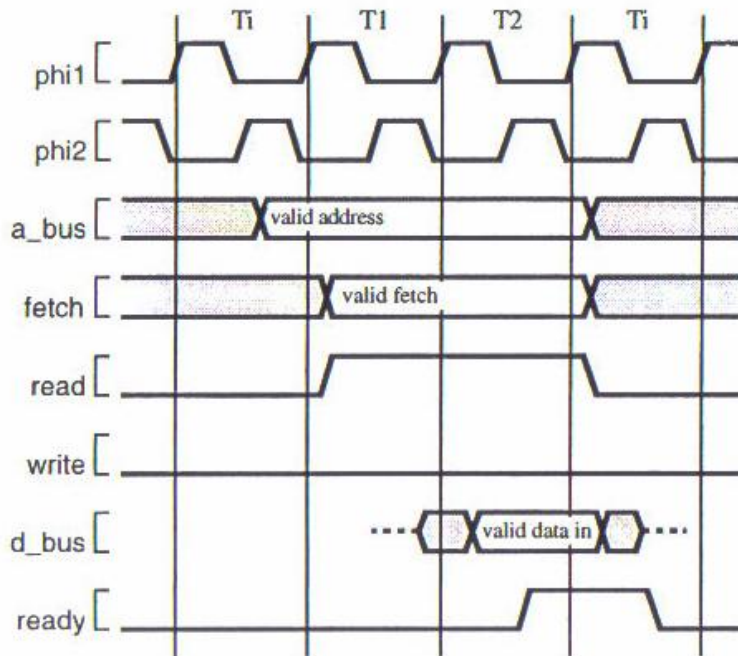 Ti T1 T2 Ti
phi1
phi2
a_bus valid address
fetch valid fetch
read
write
d_bus valid data in
ready